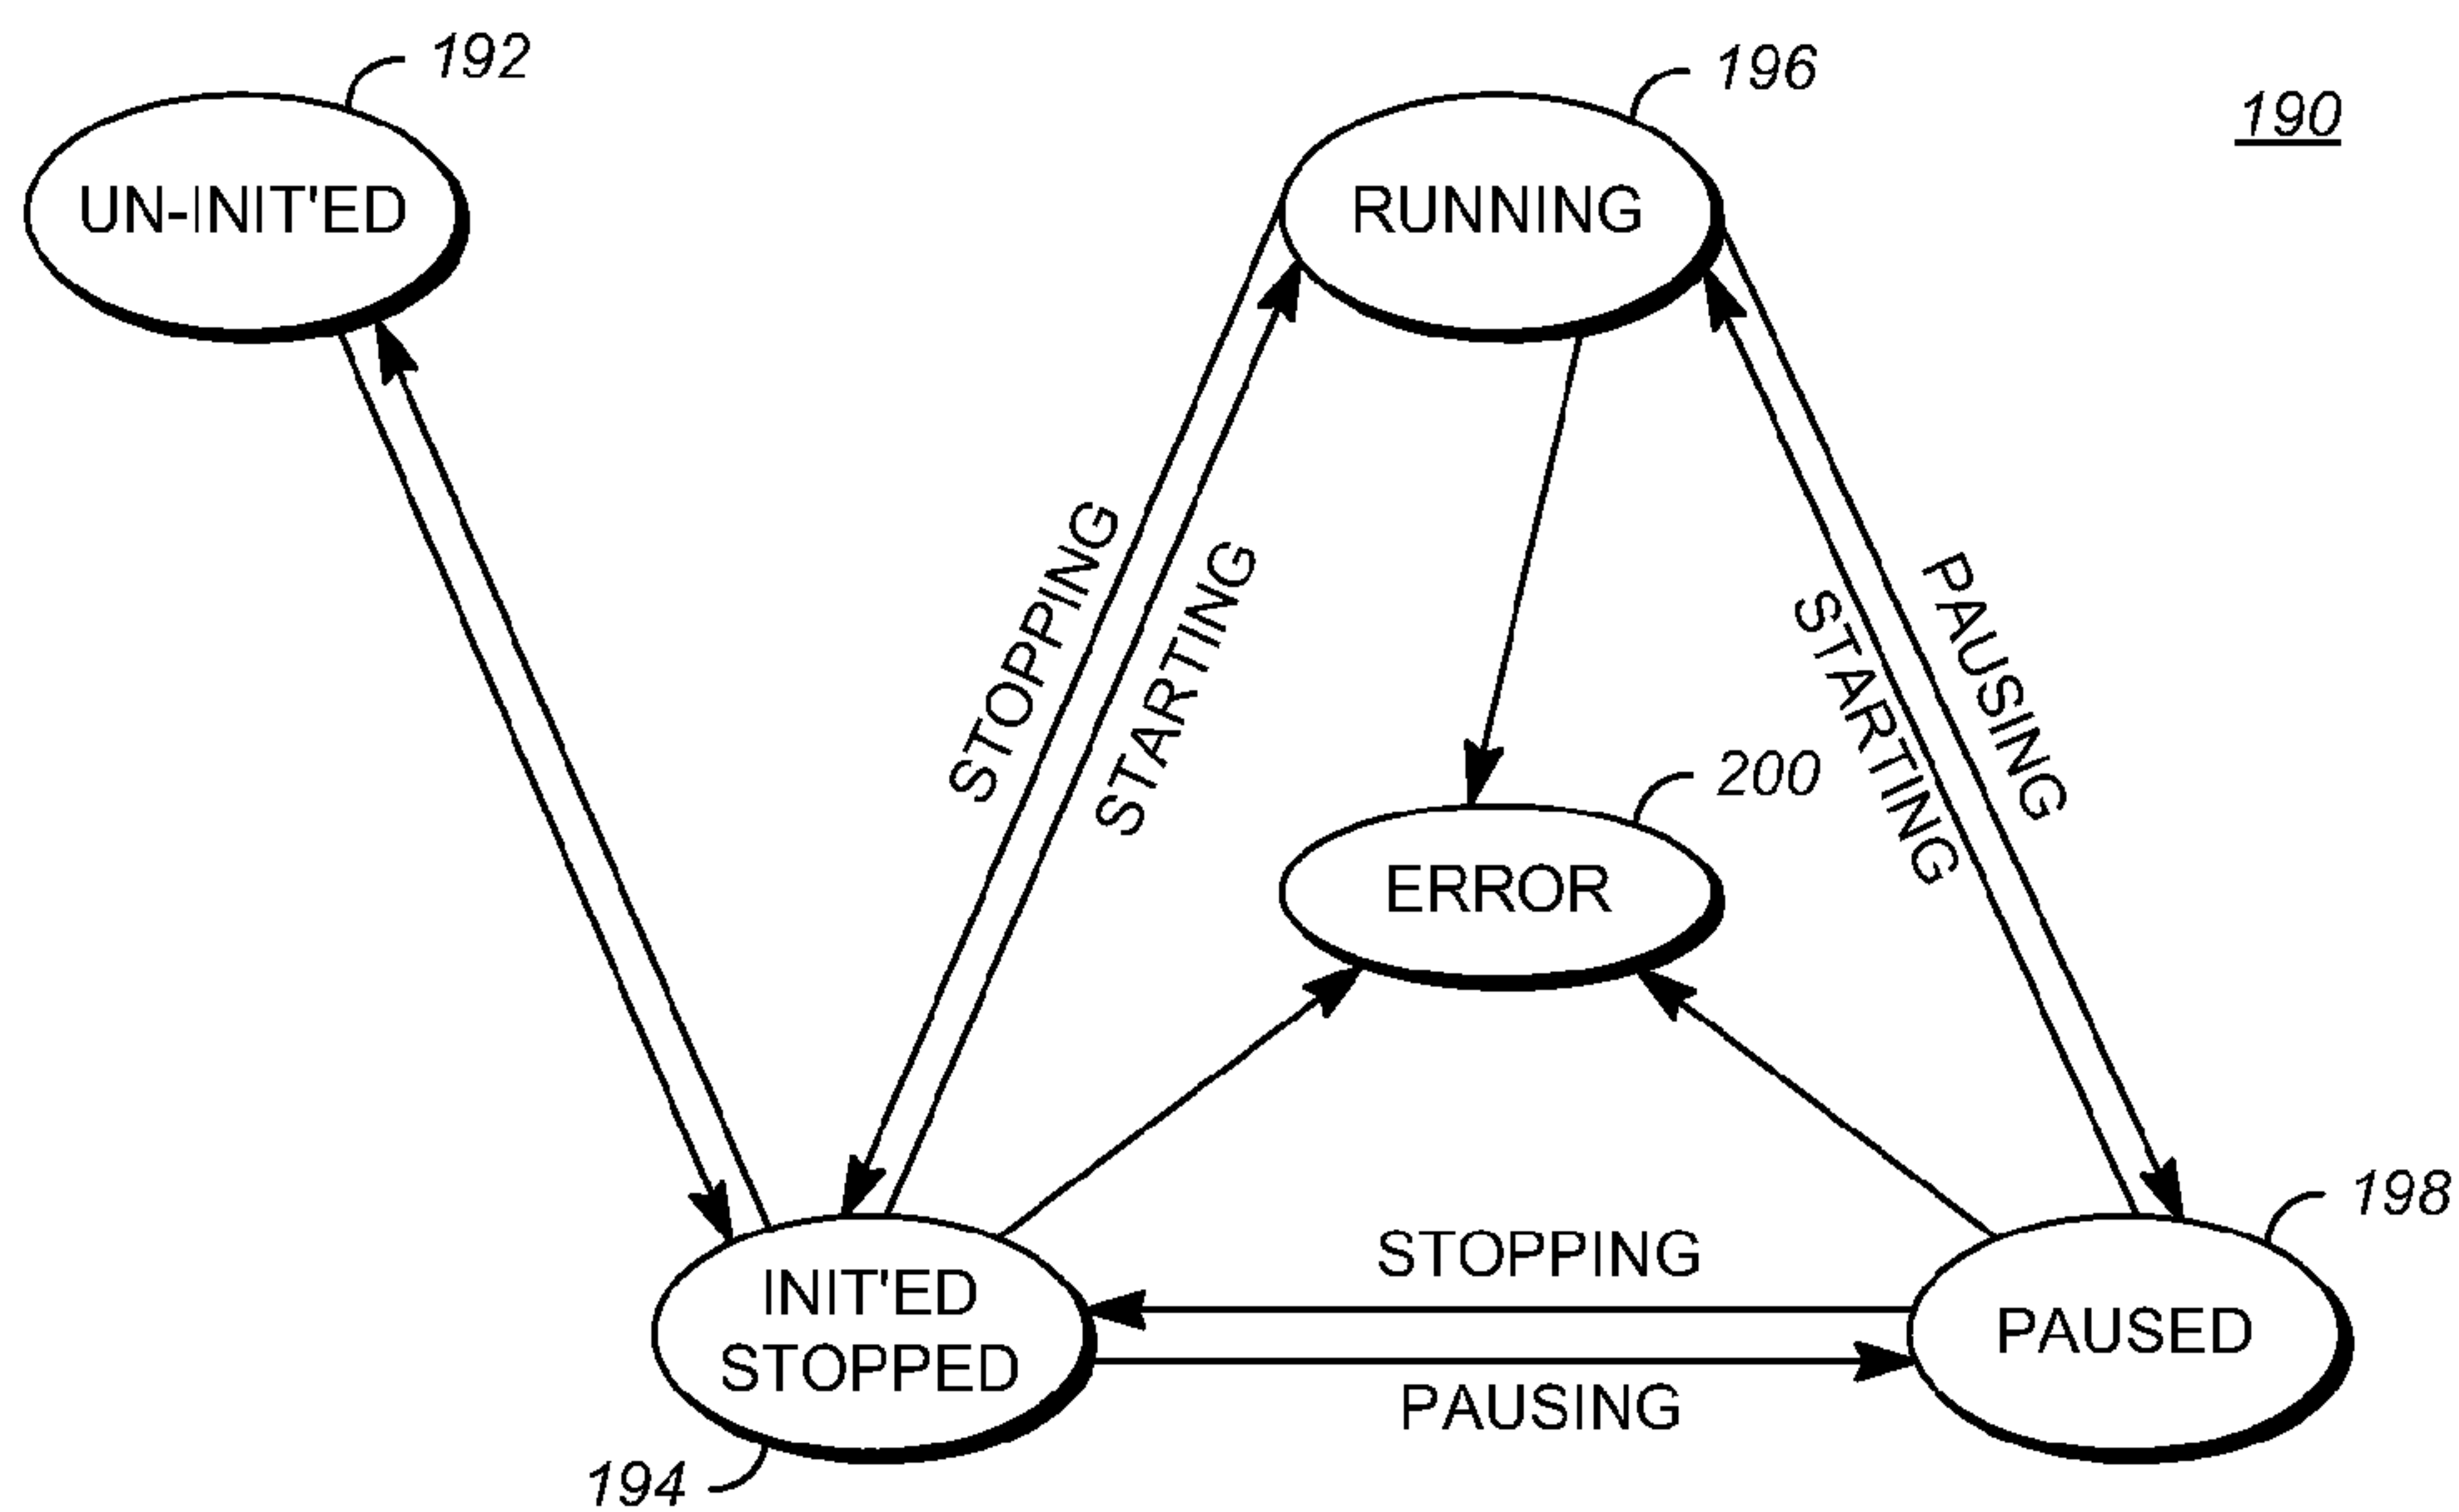 192
196
190
UN-INIT'ED
RUNNING
STOPPING
STARTING
PAUSING
STARTING
200
ERROR
198
STOPPING
INIT'ED
STOPPED
PAUSED
PAUSING
194